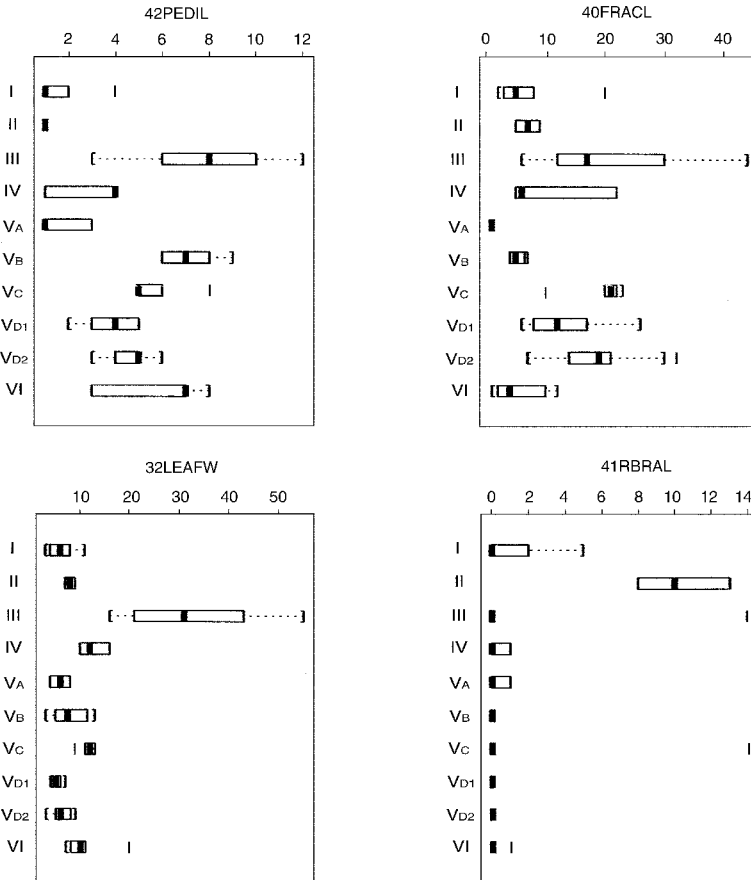 42PEDIL
2 4 6 8 10 12
I
II
III
IV
VA
VB
VC
VD1
VD2
VI
40FRACL
0 10 20 30 40
I
II
III
IV
VA
VB
VC
VD1
VD2
VI
32LEAFW
10 20 30 40 50
I
II
III
IV
VA
VB
VC
VD1
VD2
VI
41RBRAL
0 2 4 6 8 10 12 14
I
II
III
IV
VA
VB
VC
VD1
VD2
VI